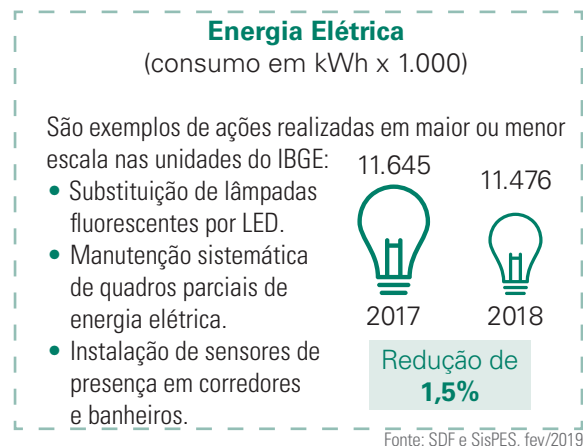 Energia Elétrica
(consumo em kWh x 1.000)
São exemplos de ações realizadas em maior ou menor
escala nas unidades do IBGE:
• Substituição de lâmpadas
fluorescentes por LED.
• Manutenção sistemática
de quadros parciais de
energia elétrica.
• Instalação de sensores de
presença em corredores
e banheiros.
11.645
2017
11.476
2018
Redução de
1,5%
Fonte: SDF e SisPES, fev/2019